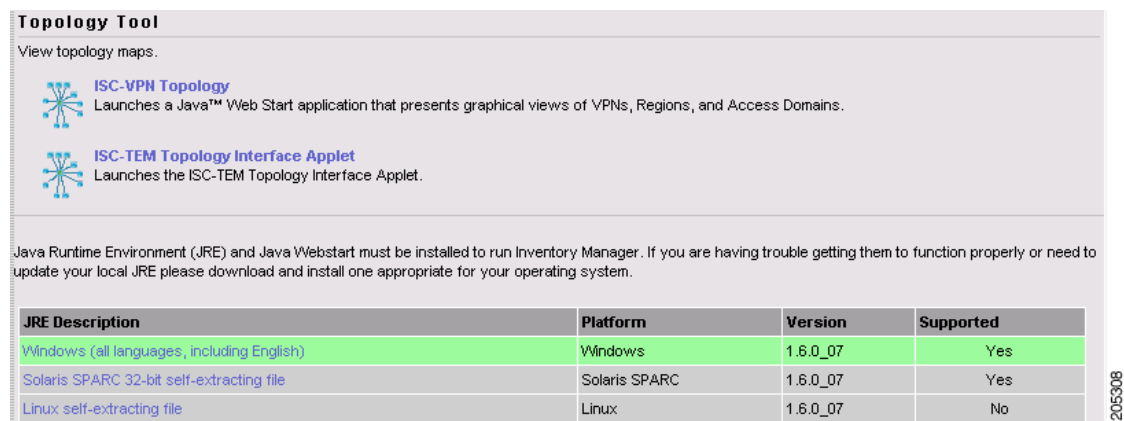 Topology Tool
View topology maps.
ISC-VPN Topology
Launches a Java™ Web Start application that presents graphical views of VPNs, Regions, and Access Domains.
ISC-TEM Topology Interface Applet
Launches the ISC-TEM Topology Interface Applet.
Java Runtime Environment (JRE) and Java Webstart must be installed to run Inventory Manager. If you are having trouble getting them to function properly or need to
update your local JRE please download and install one appropriate for your operating system.
JRE Description Platform Version Supported
Windows (all languages, including English) Windows 1.6.0_07 Yes
Solaris SPARC 32-bit self-extracting file Solaris SPARC 1.6.0_07 Yes
Linux self-extracting file Linux 1.6.0_07 No
205308